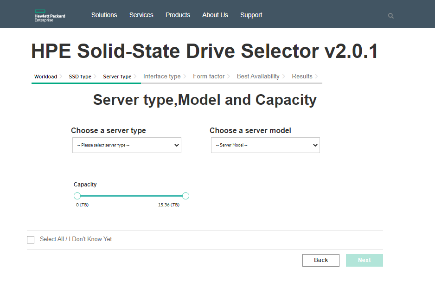 Hewlett Packard
Enterprise
Solutions Services Products About Us Support
HPE Solid-State Drive Selector v2.0.1
Workload SSD type Server type Interface type Form factor Best Availability Results
Server type,Model and Capacity
Choose a server type Choose a server model
-- Please select server type -- -- Server Model --
Capacity
0 (TB) 15.36 (TB)
Select All / I Don't Know Yet
Back Next